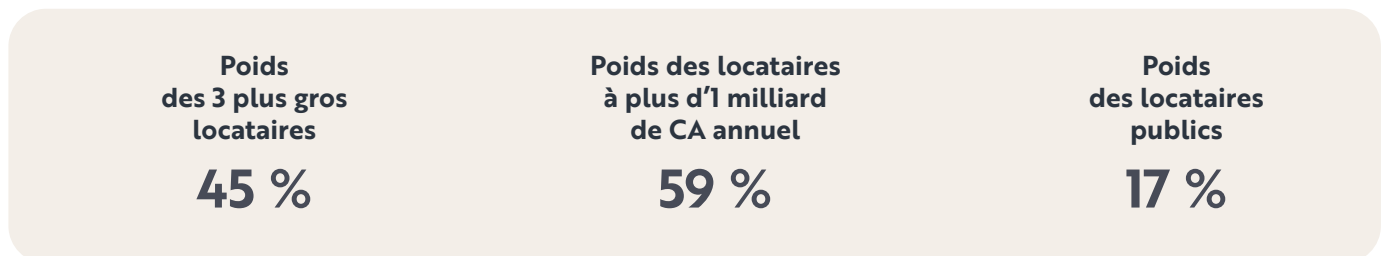 Poids
des 3 plus gros
locataires
45 %
Poids des locataires
à plus d’1 milliard
de CA annuel
59 %
Poids
des locataires
publics
17 %